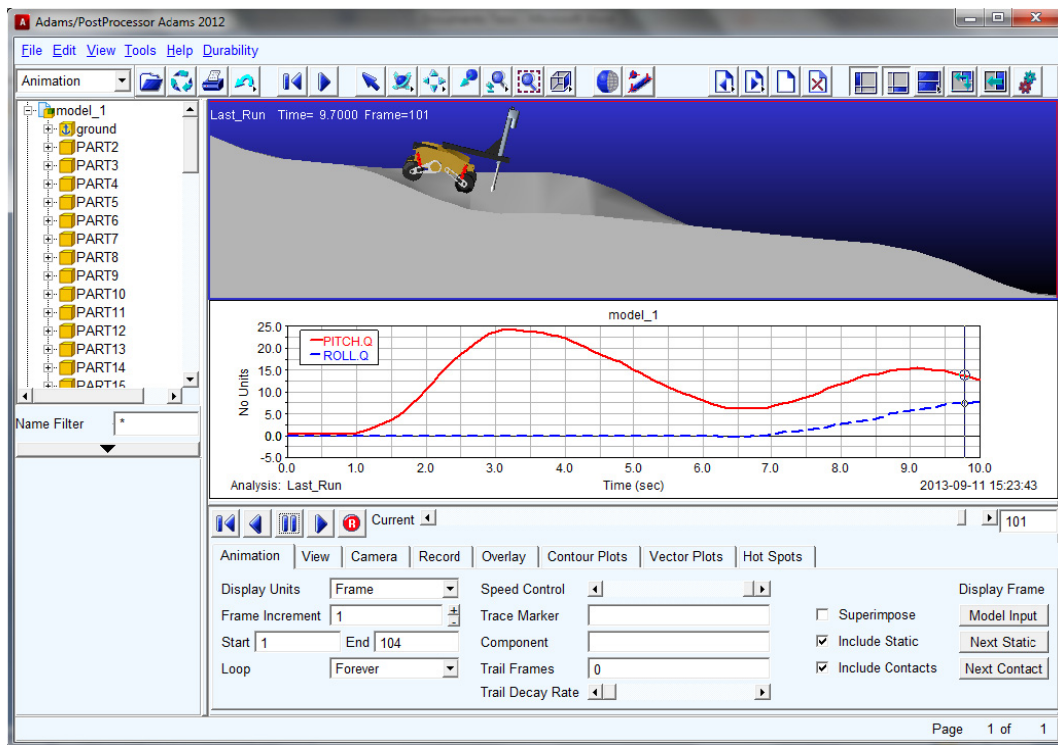 Adams/PostProcessor Adams 2012
File Edit View Tools Help Durability
Animation
model_1
ground
PART2
PART3
PART4
PART5
PART6
PART7
PART8
PART9
PART10
PART11
PART12
PART13
PART14
PART15
Name Filter *
Last_Run Time= 9.7000 Frame=101
model_1
25.0
20.0
15.0
10.0
5.0
0.0
-5.0
No Units
PITCH.Q
ROLL.Q
0.0 1.0 2.0 3.0 4.0 5.0 6.0 7.0 8.0 9.0 10.0
Analysis: Last_Run Time (sec) 2013-09-11 15:23:43
R Current 101
Animation View Camera Record Overlay Contour Plots Vector Plots Hot Spots
Display Units Frame Speed Control Display Frame
Frame Increment 1 + - Trace Marker Superimpose Model Input
Start 1 End 104 Component Include Static Next Static
Loop Forever Trail Frames 0 Include Contacts Next Contact
Trail Decay Rate
Page 1 of 1